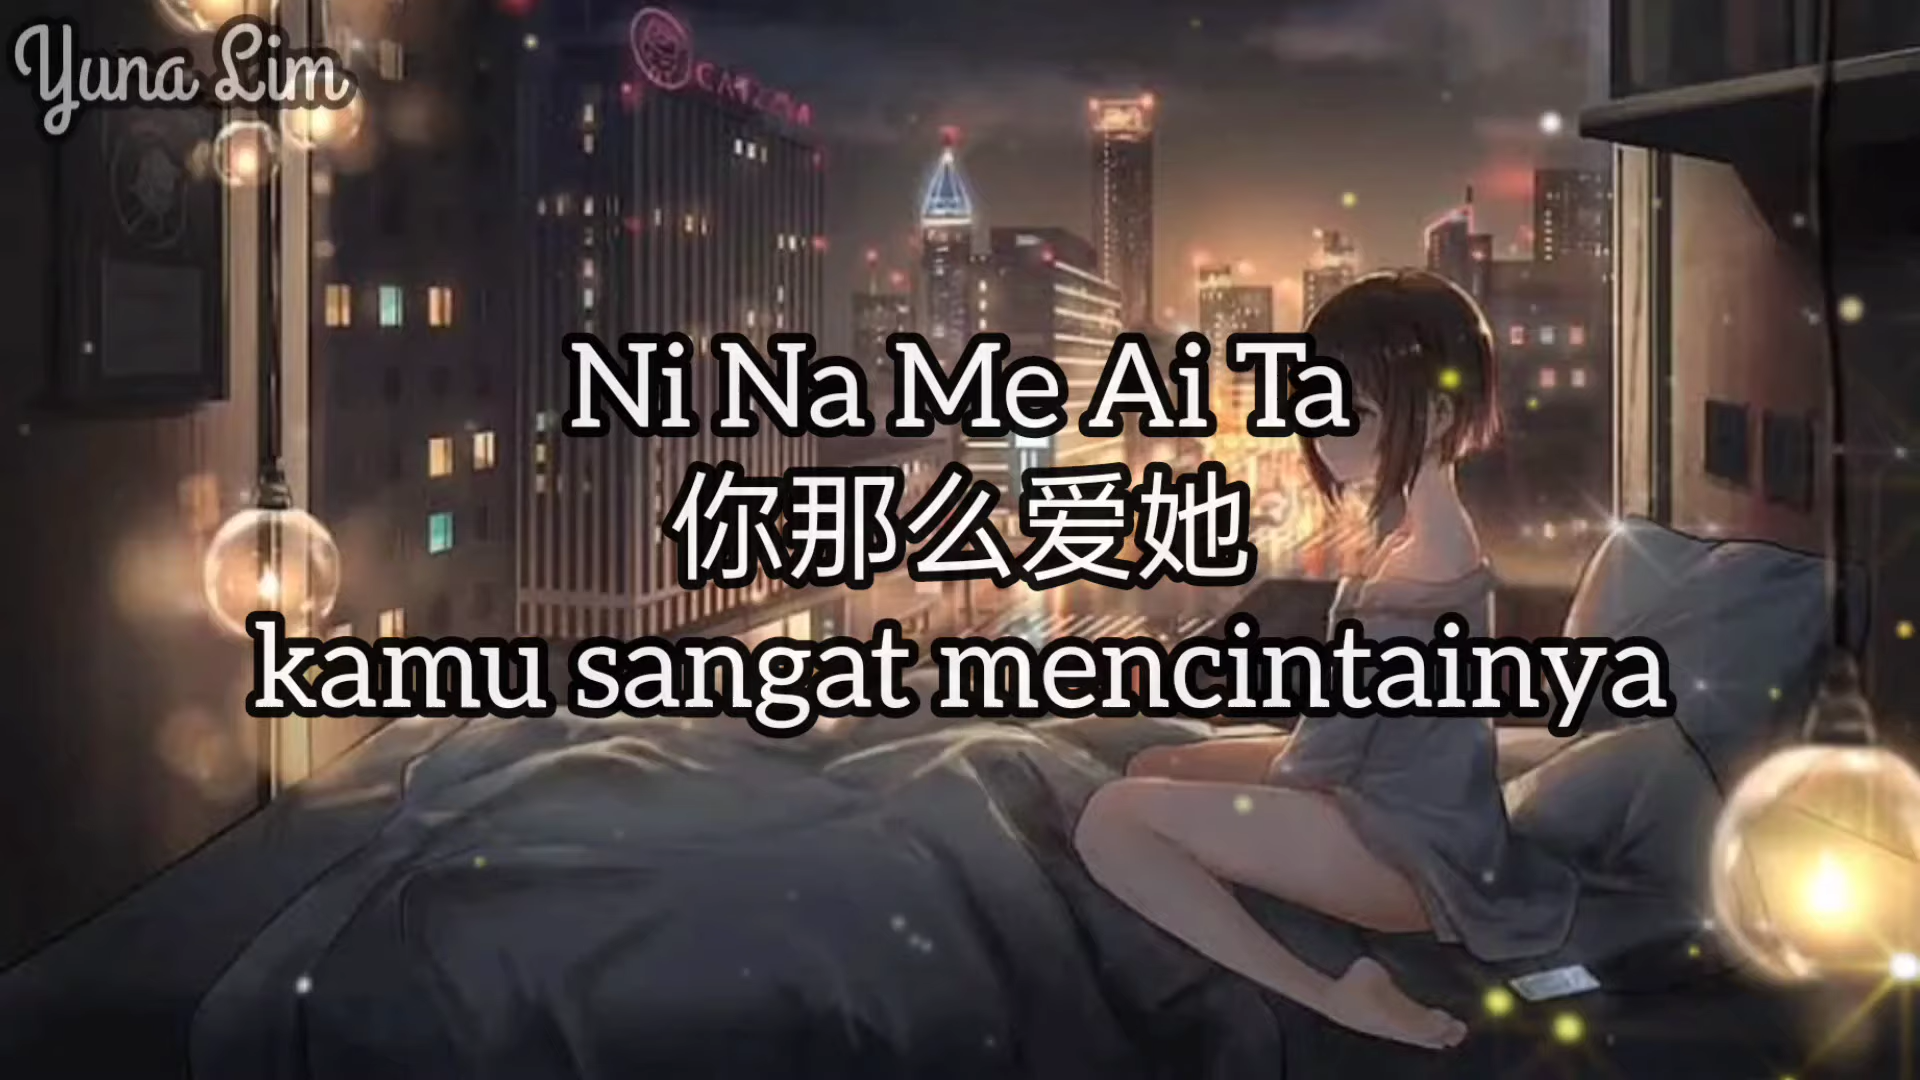 Yuna Lim
Ni Na Me Ai Ta
你那么爱她
kamu sangat mencintainya